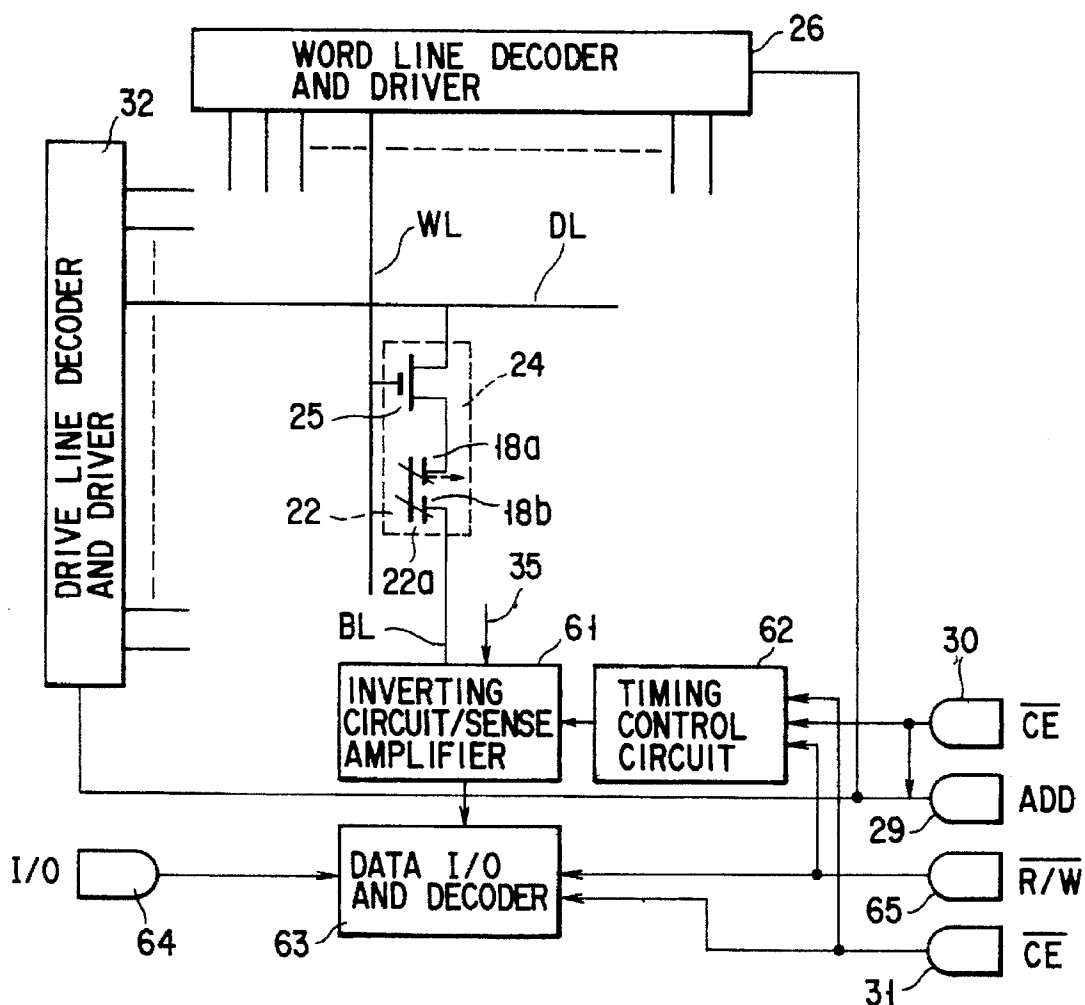 WORD LINE DECODER
AND DRIVER
26
32
DRIVE LINE DECODER
AND DRIVER
WL
DL
24
25
18a
22
18b
22a
35
BL
61
62
30
INVERTING
CIRCUIT/SENSE
AMPLIFIER
TIMING
CONTROL
CIRCUIT
CE
ADD
29
I/O
DATA I/O
AND DECODER
R/W
64
63
65
CE
31